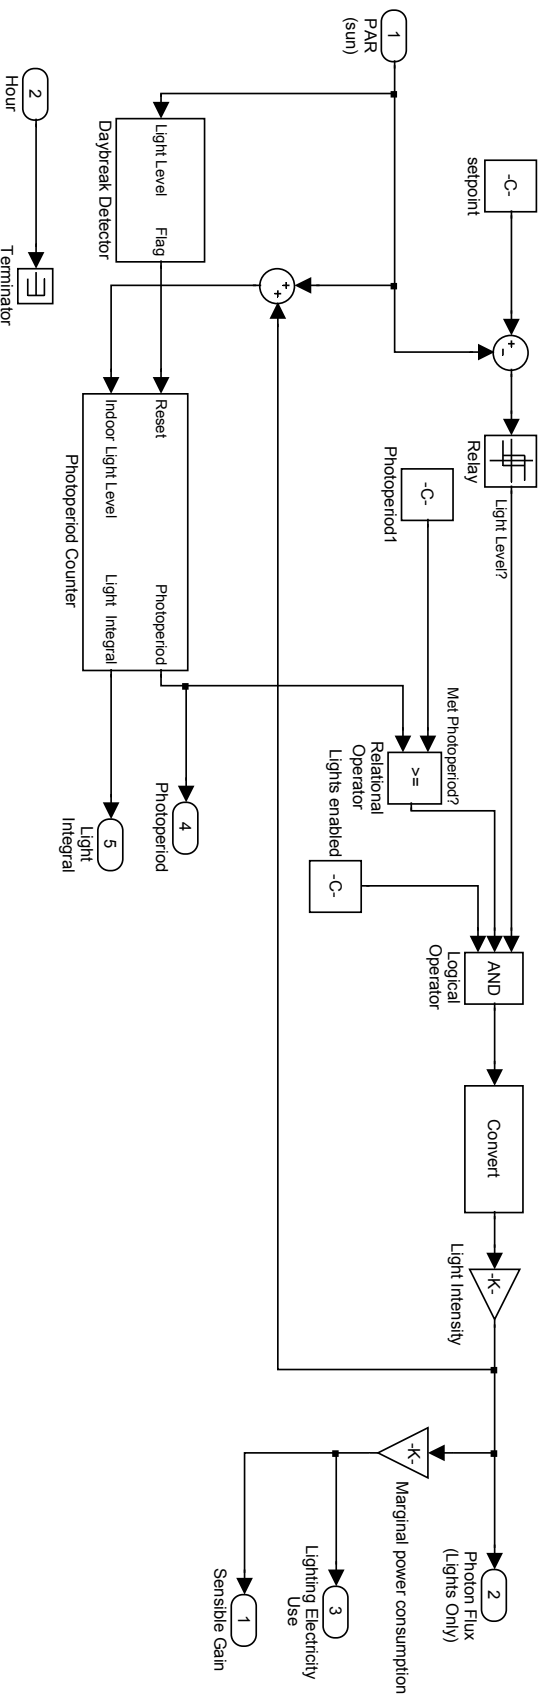 1
PAR
(sun)
2
Hour
Terminator
-C-
setpoint
+
−
Relay
Light Level?
Light Level
Flag
Daybreak Detector
+
+
Reset
Indoor Light Level
Photoperiod
Light Integral
Photoperiod Counter
-C-
Photoperiod1
Met Photoperiod?
>=
Relational
Operator
Lights enabled
-C-
4
Photoperiod
5
Light
Integral
AND
Logical
Operator
Convert
-K-
Light Intensity
-K-
Marginal power consumption
2
Photon Flux
(Lights Only)
3
Lighting Electricity
Use
1
Sensible Gain